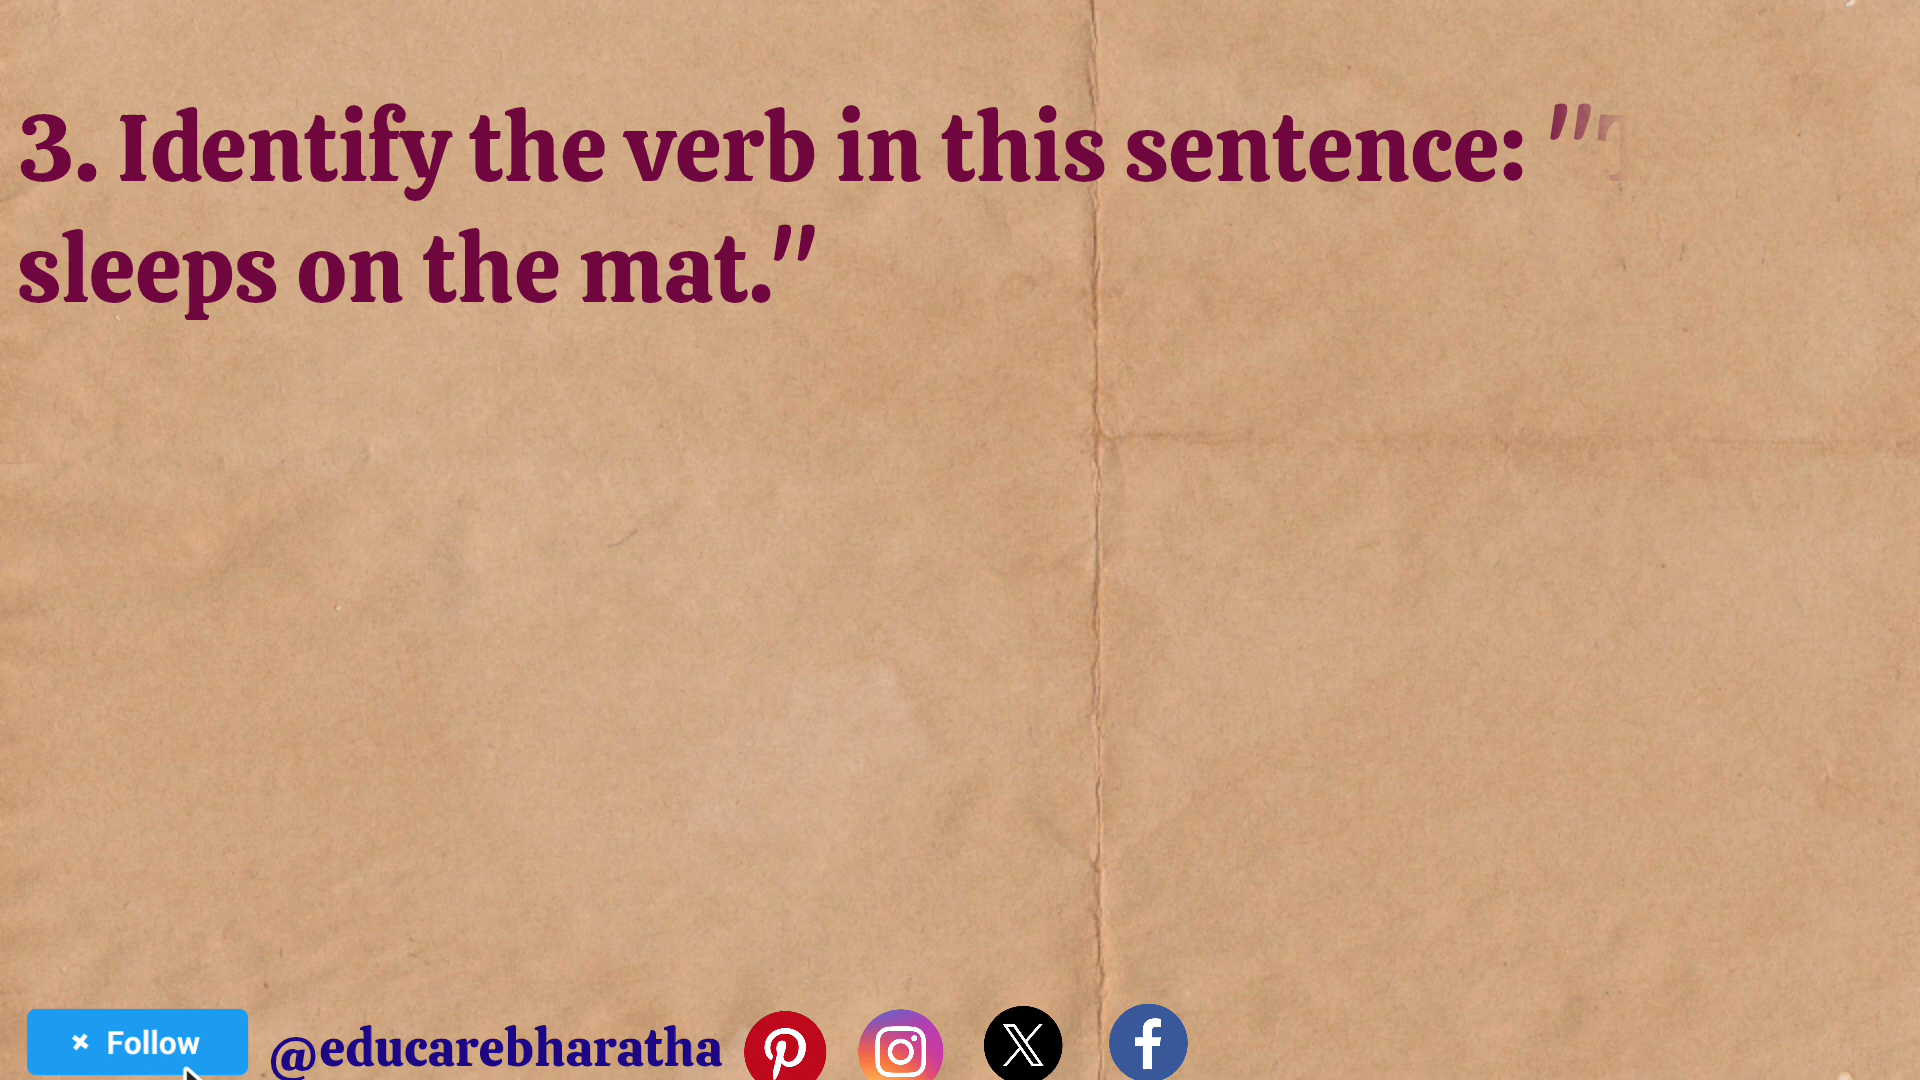 3. Identify the verb in this sentence: "
sleeps on the mat."
Follow
@educarebharatha